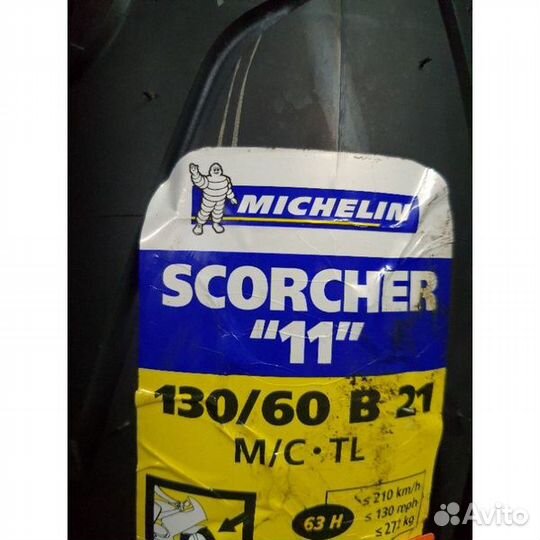 MICHELIN
SCORCHER
"11"
130/60 B 21
M/C · TL
63 H
≤ 210 km/h
≤ 130 mph
≤ 272 kg
Avito